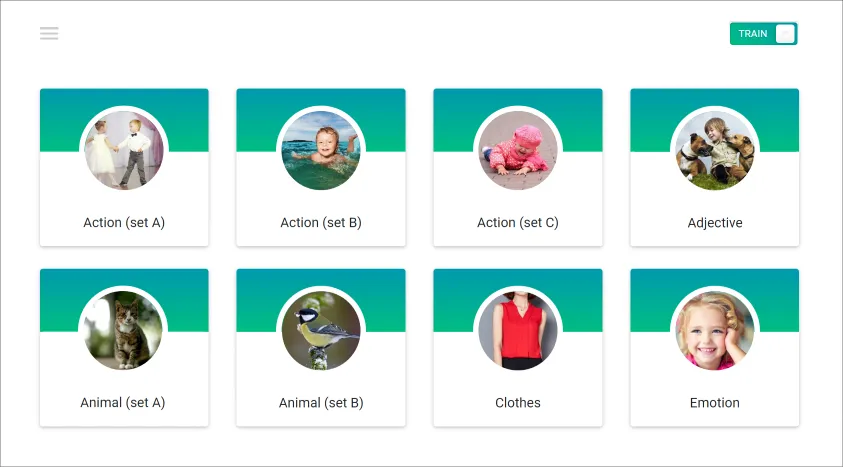 TRAIN
Action (set A)
Action (set B)
Action (set C)
Adjective
Animal (set A)
Animal (set B)
Clothes
Emotion